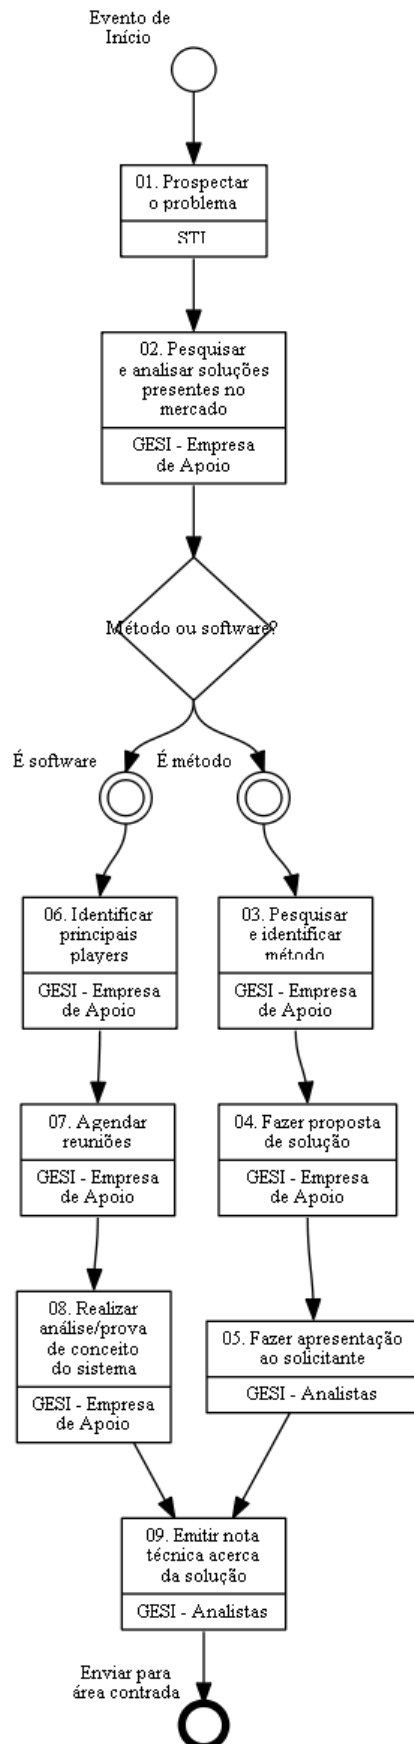 Evento de
Início
01. Prospectar
o problema
STI
02. Pesquisar
e analisar soluções
presentes no
mercado
GESI - Empresa
de Apoio
Método ou software?
É software
É método
06. Identificar
principais
players
GESI - Empresa
de Apoio
03. Pesquisar
e identificar
método
GESI - Empresa
de Apoio
07. Agendar
reuniões
GESI - Empresa
de Apoio
04. Fazer proposta
de solução
GESI - Empresa
de Apoio
08. Realizar
análise/prova
de conceito
do sistema
GESI - Empresa
de Apoio
05. Fazer apresentação
ao solicitante
GESI - Analistas
09. Emitir nota
técnica acerca
da solução
GESI - Analistas
Enviar para
área contrada